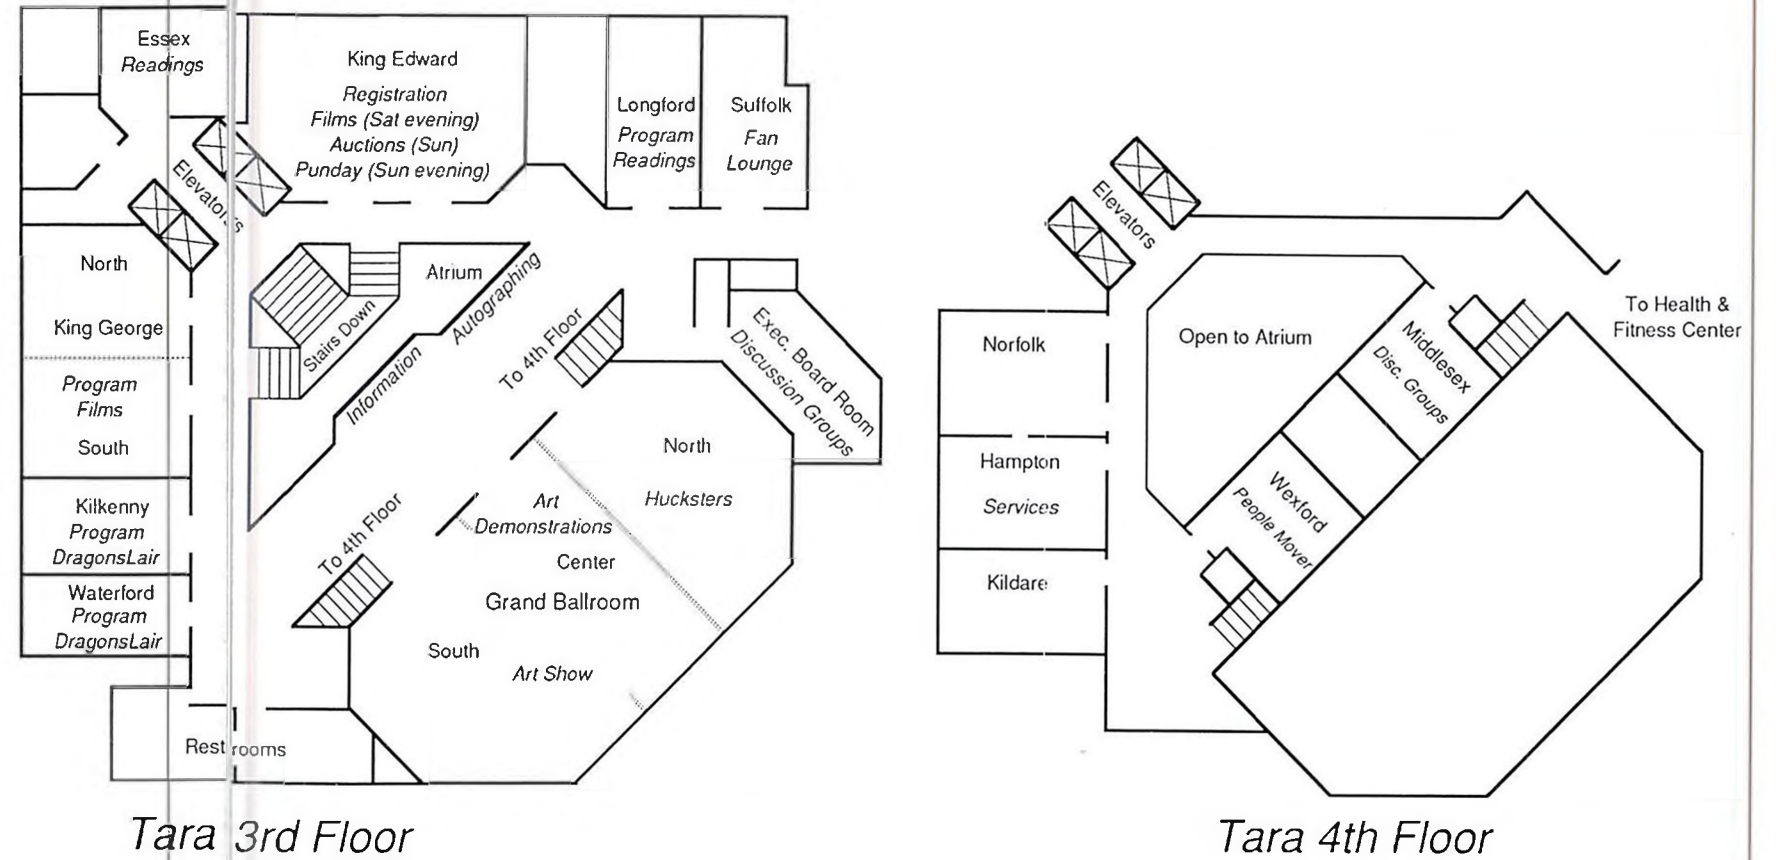 Essex
Readings
King Edward
Registration
Films (Sat evening)
Auctions (Sun)
Punday (Sun evening)
Longford
Program
Readings
Suffolk
Fan
Lounge
Elevators
North
King George
Program
Films
South
Kilkenny
Program
DragonsLair
Waterford
Program
DragonsLair
Restrooms
Atrium
Stairs Down
Autographing
Information
To 4th Floor
To 4th Floor
Exec. Board Room
Discussion Groups
North
Hucksters
Art
Demonstrations
Center
Grand Ballroom
South
Art Show
Tara 3rd Floor
Elevators
Norfolk
Hampton
Services
Kildare
Open to Atrium
Middlesex
Disc. Groups
Wexford
People Mover
To Health &
Fitness Center
Tara 4th Floor